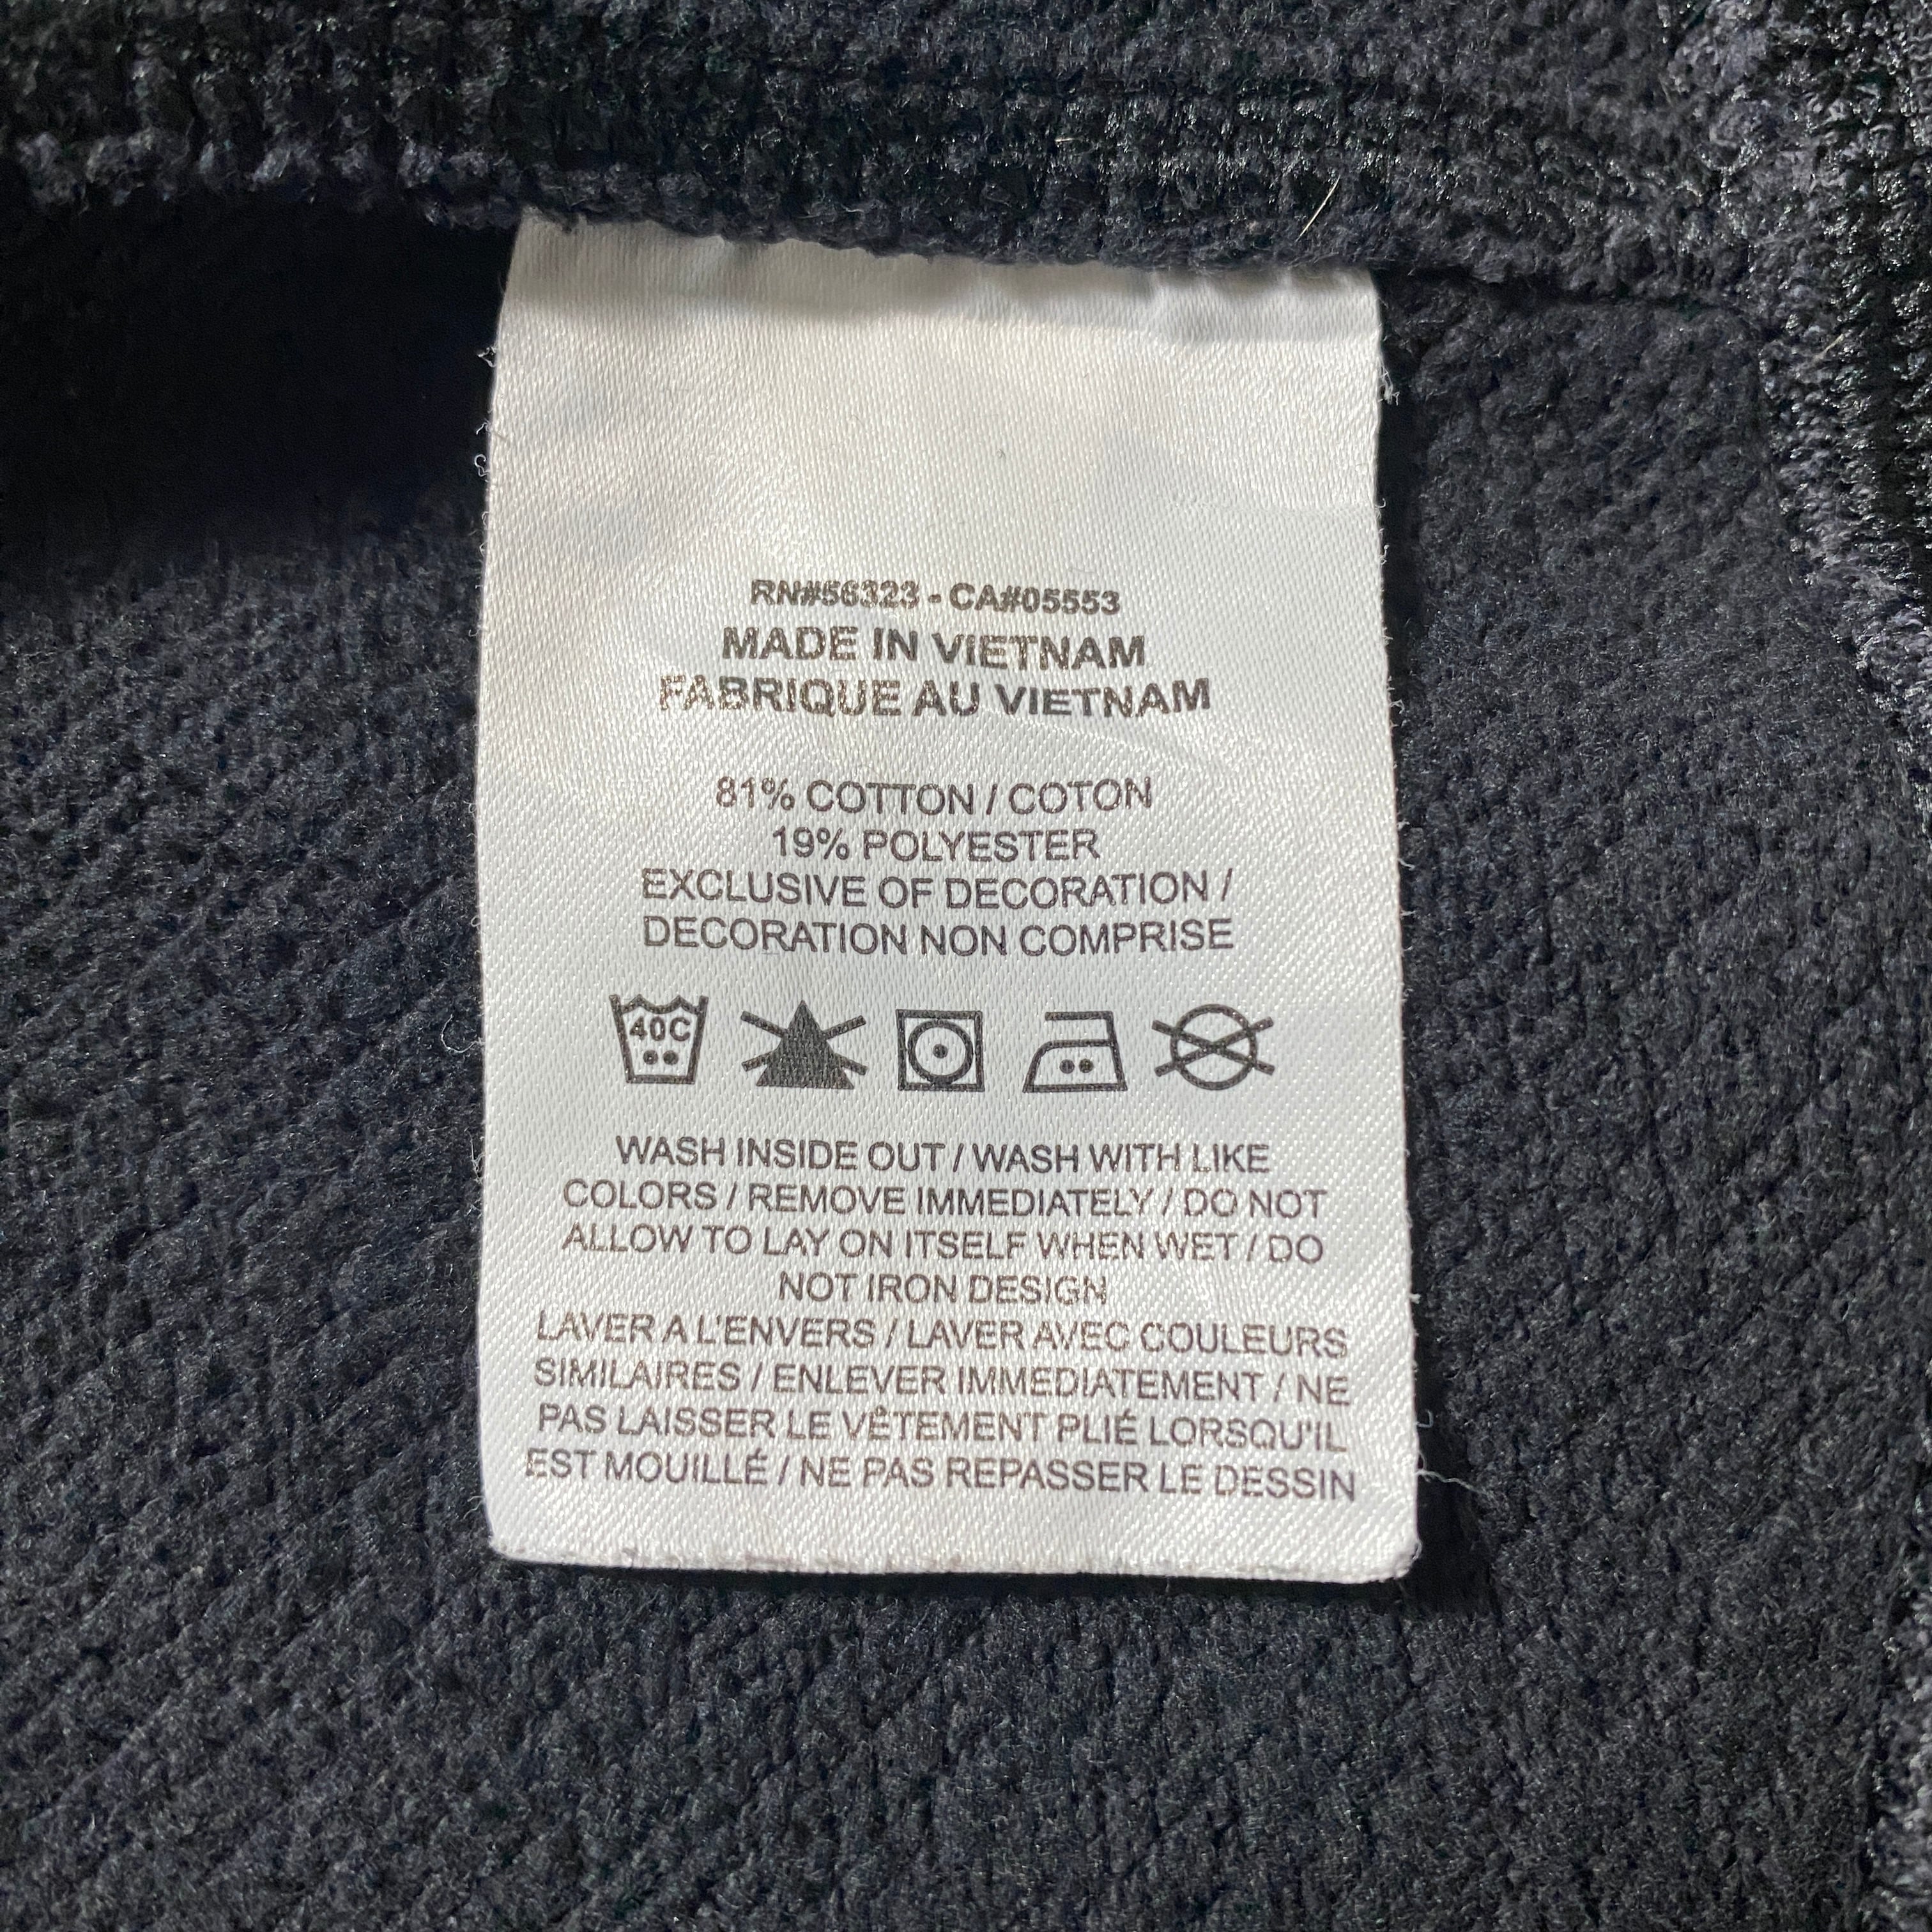 RN#56323 - CA#05553
MADE IN VIETNAM
FABRIQUE AU VIETNAM
81% COTTON / COTON
19% POLYESTER
EXCLUSIVE OF DECORATION /
DECORATION NON COMPRISE
40C
WASH INSIDE OUT / WASH WITH LIKE
COLORS / REMOVE IMMEDIATELY / DO NOT
ALLOW TO LAY ON ITSELF WHEN WET / DO
NOT IRON DESIGN
LAVER A L'ENVERS / LAVER AVEC COULEURS
SIMILAIRES / ENLEVER IMMEDIATEMENT / NE
PAS LAISSER LE VÊTEMENT PLIÉ LORSQU'IL
EST MOUILLÉ / NE PAS REPASSER LE DESSIN